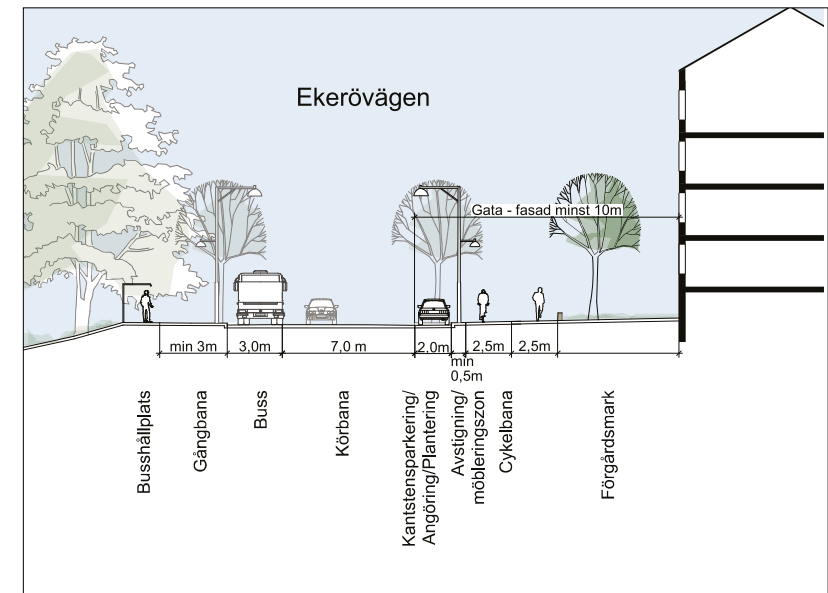 Ekerövägen
Gata - fasad minst 10m
min 3m
3,0m
7,0 m
2.0m
min
0,5m
2,5m
2,5m
Busshållplats
Gångbana
Buss
Körbana
Kantstensparkering/
Angöring/Plantering
Avstigning/
möbleringszon
Cykelbana
Förgårdsmark